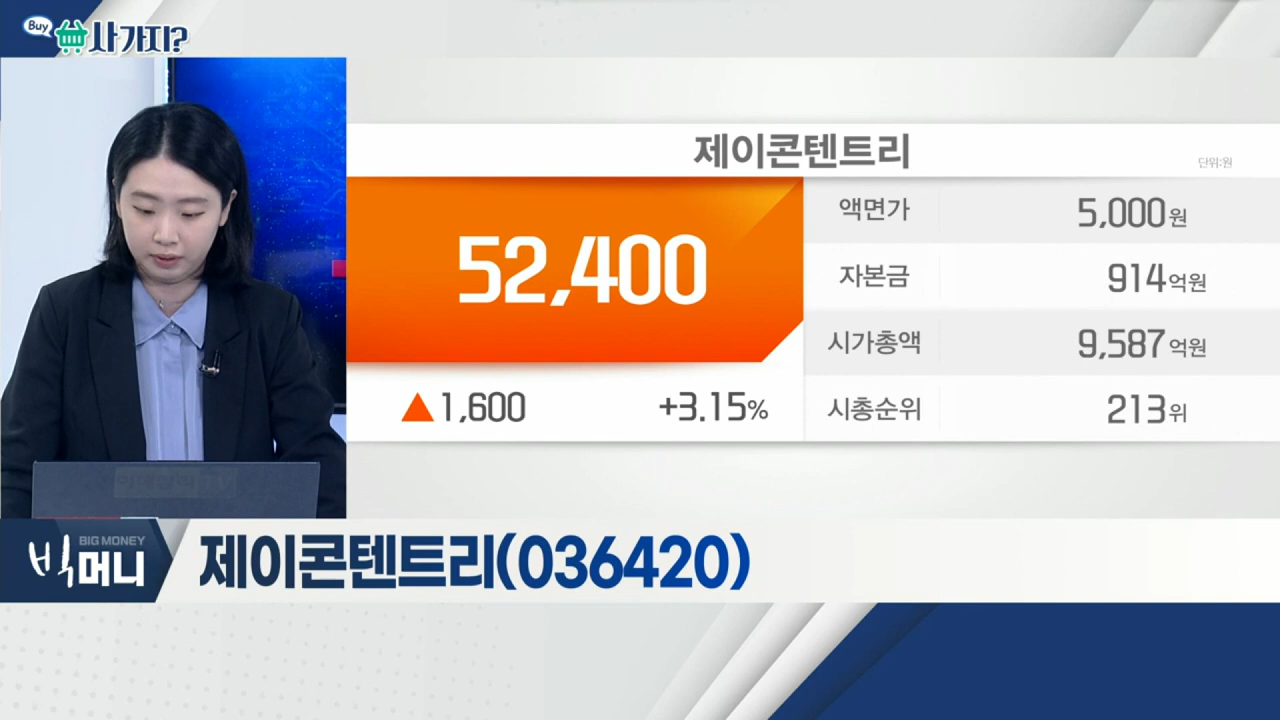 Buy
사가지?
제이콘텐트리
단위:원
52,400
▲1,600 +3.15%
액면가 5,000원
자본금 914억원
시가총액 9,587억원
시총순위 213위
BIG MONEY
빅머니
제이콘텐트리(036420)